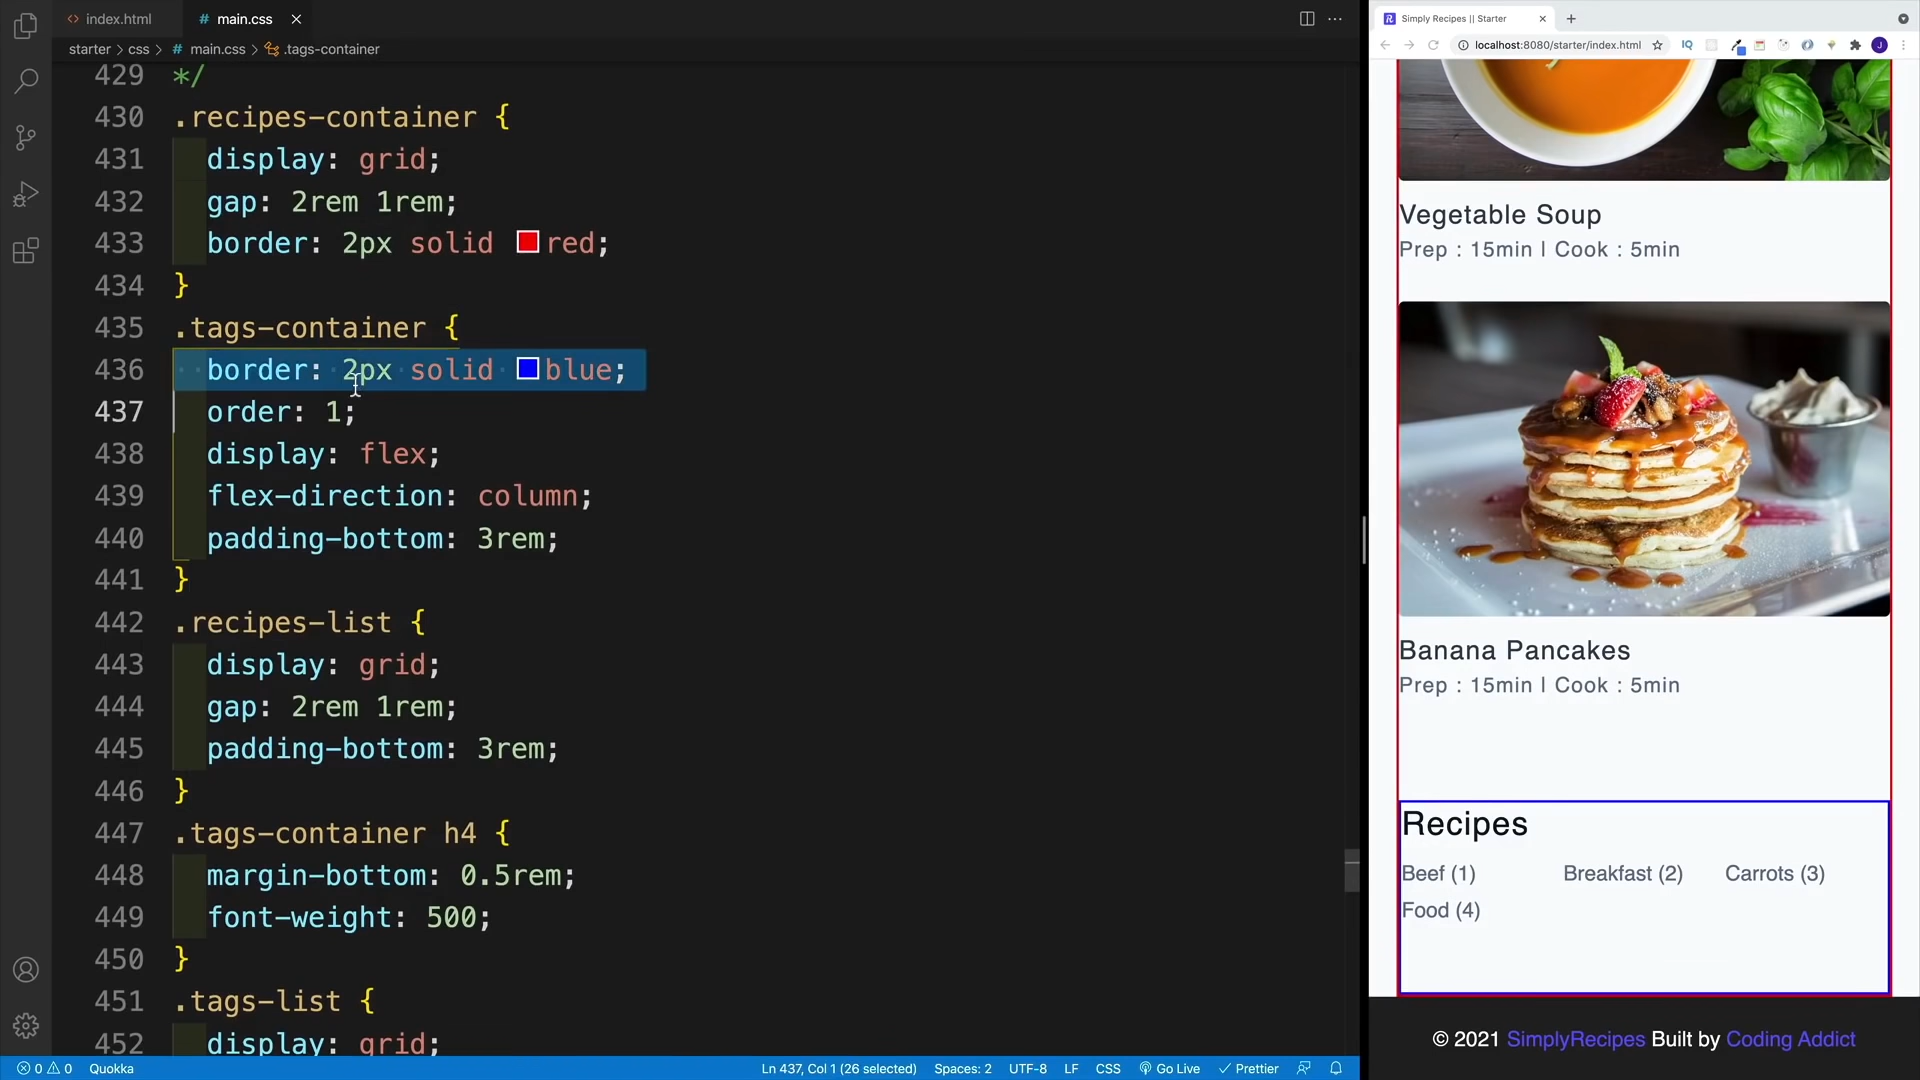 index.html
# main.css
starter > css > # main.css > .tags-container
429 */
430 .recipes-container {
431 display: grid;
432 gap: 2rem 1rem;
433 border: 2px solid red;
434 }
435 .tags-container {
436 border: 2px solid blue;
437 order: 1;
438 display: flex;
439 flex-direction: column;
440 padding-bottom: 3rem;
441 }
442 .recipes-list {
443 display: grid;
444 gap: 2rem 1rem;
445 padding-bottom: 3rem;
446 }
447 .tags-container h4 {
448 margin-bottom: 0.5rem;
449 font-weight: 500;
450 }
451 .tags-list {
452 display: grid;
0 0 Quokka Ln 437, Col 1 (26 selected) Spaces: 2 UTF-8 LF CSS Go Live Prettier
Simply Recipes || Starter
localhost:8080/starter/index.html IQ J
Vegetable Soup
Prep : 15min | Cook : 5min
Banana Pancakes
Prep : 15min | Cook : 5min
Recipes
Beef (1) Breakfast (2) Carrots (3)
Food (4)
© 2021 SimplyRecipes Built by Coding Addict